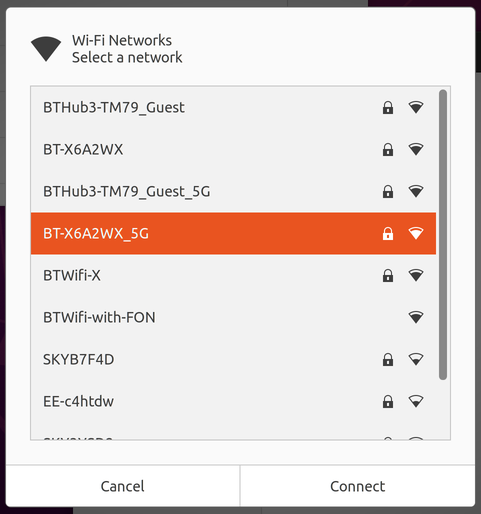 Wi-Fi Networks
Select a network
BTHub3-TM79_Guest
BT-X6A2WX
BTHub3-TM79_Guest_5G
BT-X6A2WX_5G
BTWifi-X
BTWifi-with-FON
SKYB7F4D
EE-c4htdw
Cancel
Connect